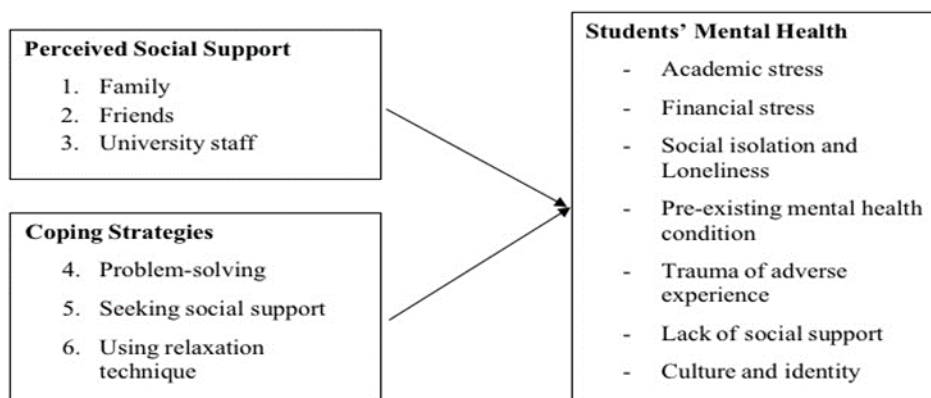 Perceived Social Support
1. Family
2. Friends
3. University staff
Coping Strategies
4. Problem-solving
5. Seeking social support
6. Using relaxation
technique
Students’ Mental Health
- Academic stress
- Financial stress
- Social isolation and
Loneliness
- Pre-existing mental health
condition
- Trauma of adverse
experience
- Lack of social support
- Culture and identity